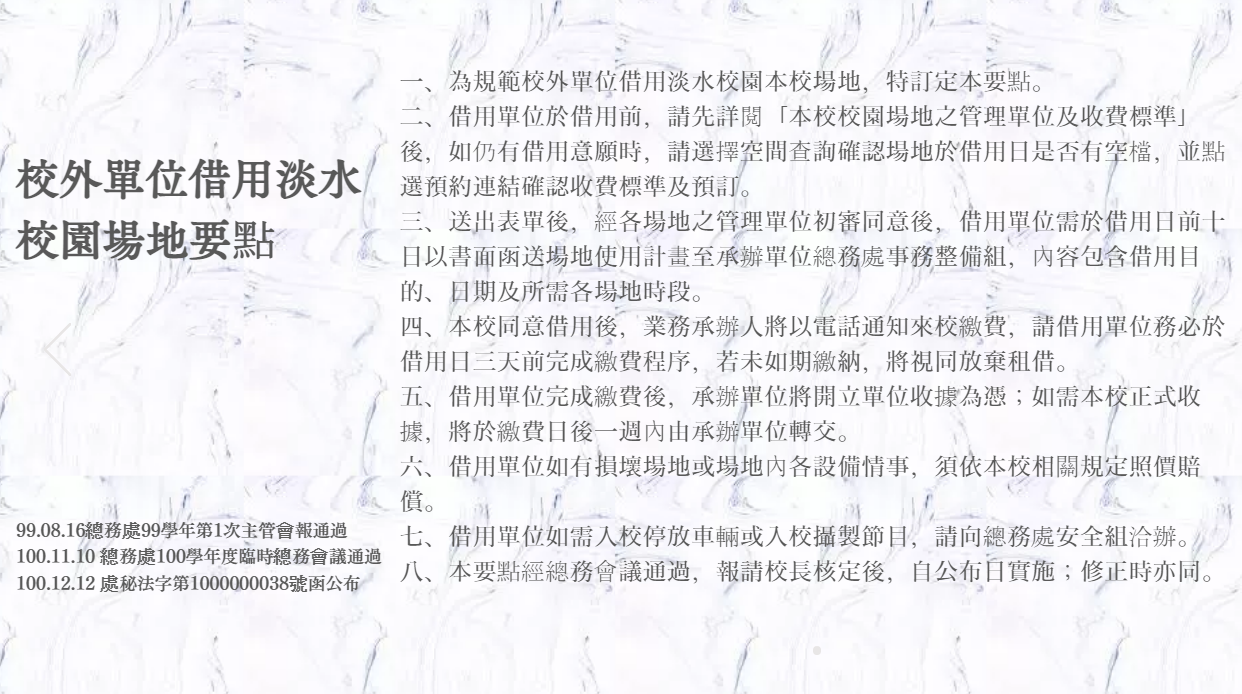 校外單位借用淡水
校園場地要點
99.08.16總務處99學年第1次主管會報通過
100.11.10 總務處100學年度臨時總務會議通過
100.12.12 處秘法字第1000000038號函公布
一、為規範校外單位借用淡水校園本校場地，特訂定本要點。
二、借用單位於借用前，請先詳閱「本校校園場地之管理單位及收費標準」
後，如仍有借用意願時，請選擇空間查詢確認場地於借用日是否有空檔，並點
選預約連結確認收費標準及預訂。
三、送出表單後，經各場地之管理單位初審同意後，借用單位需於借用日前十
日以書面函送場地使用計畫至承辦單位總務處事務整備組，內容包含借用目
的、日期及所需各場地時段。
四、本校同意借用後，業務承辦人將以電話通知來校繳費，請借用單位務必於
借用日三天前完成繳費程序，若未如期繳納，將視同放棄租借。
五、借用單位完成繳費後，承辦單位將開立單位收據為憑；如需本校正式收
據，將於繳費日後一週內由承辦單位轉交。
六、借用單位如有損壞場地或場地內各設備情事，須依本校相關規定照價賠
償。
七、借用單位如需入校停放車輛或入校攝製節目，請向總務處安全組洽辦。
八、本要點經總務會議通過，報請校長核定後，自公布日實施；修正時亦同。